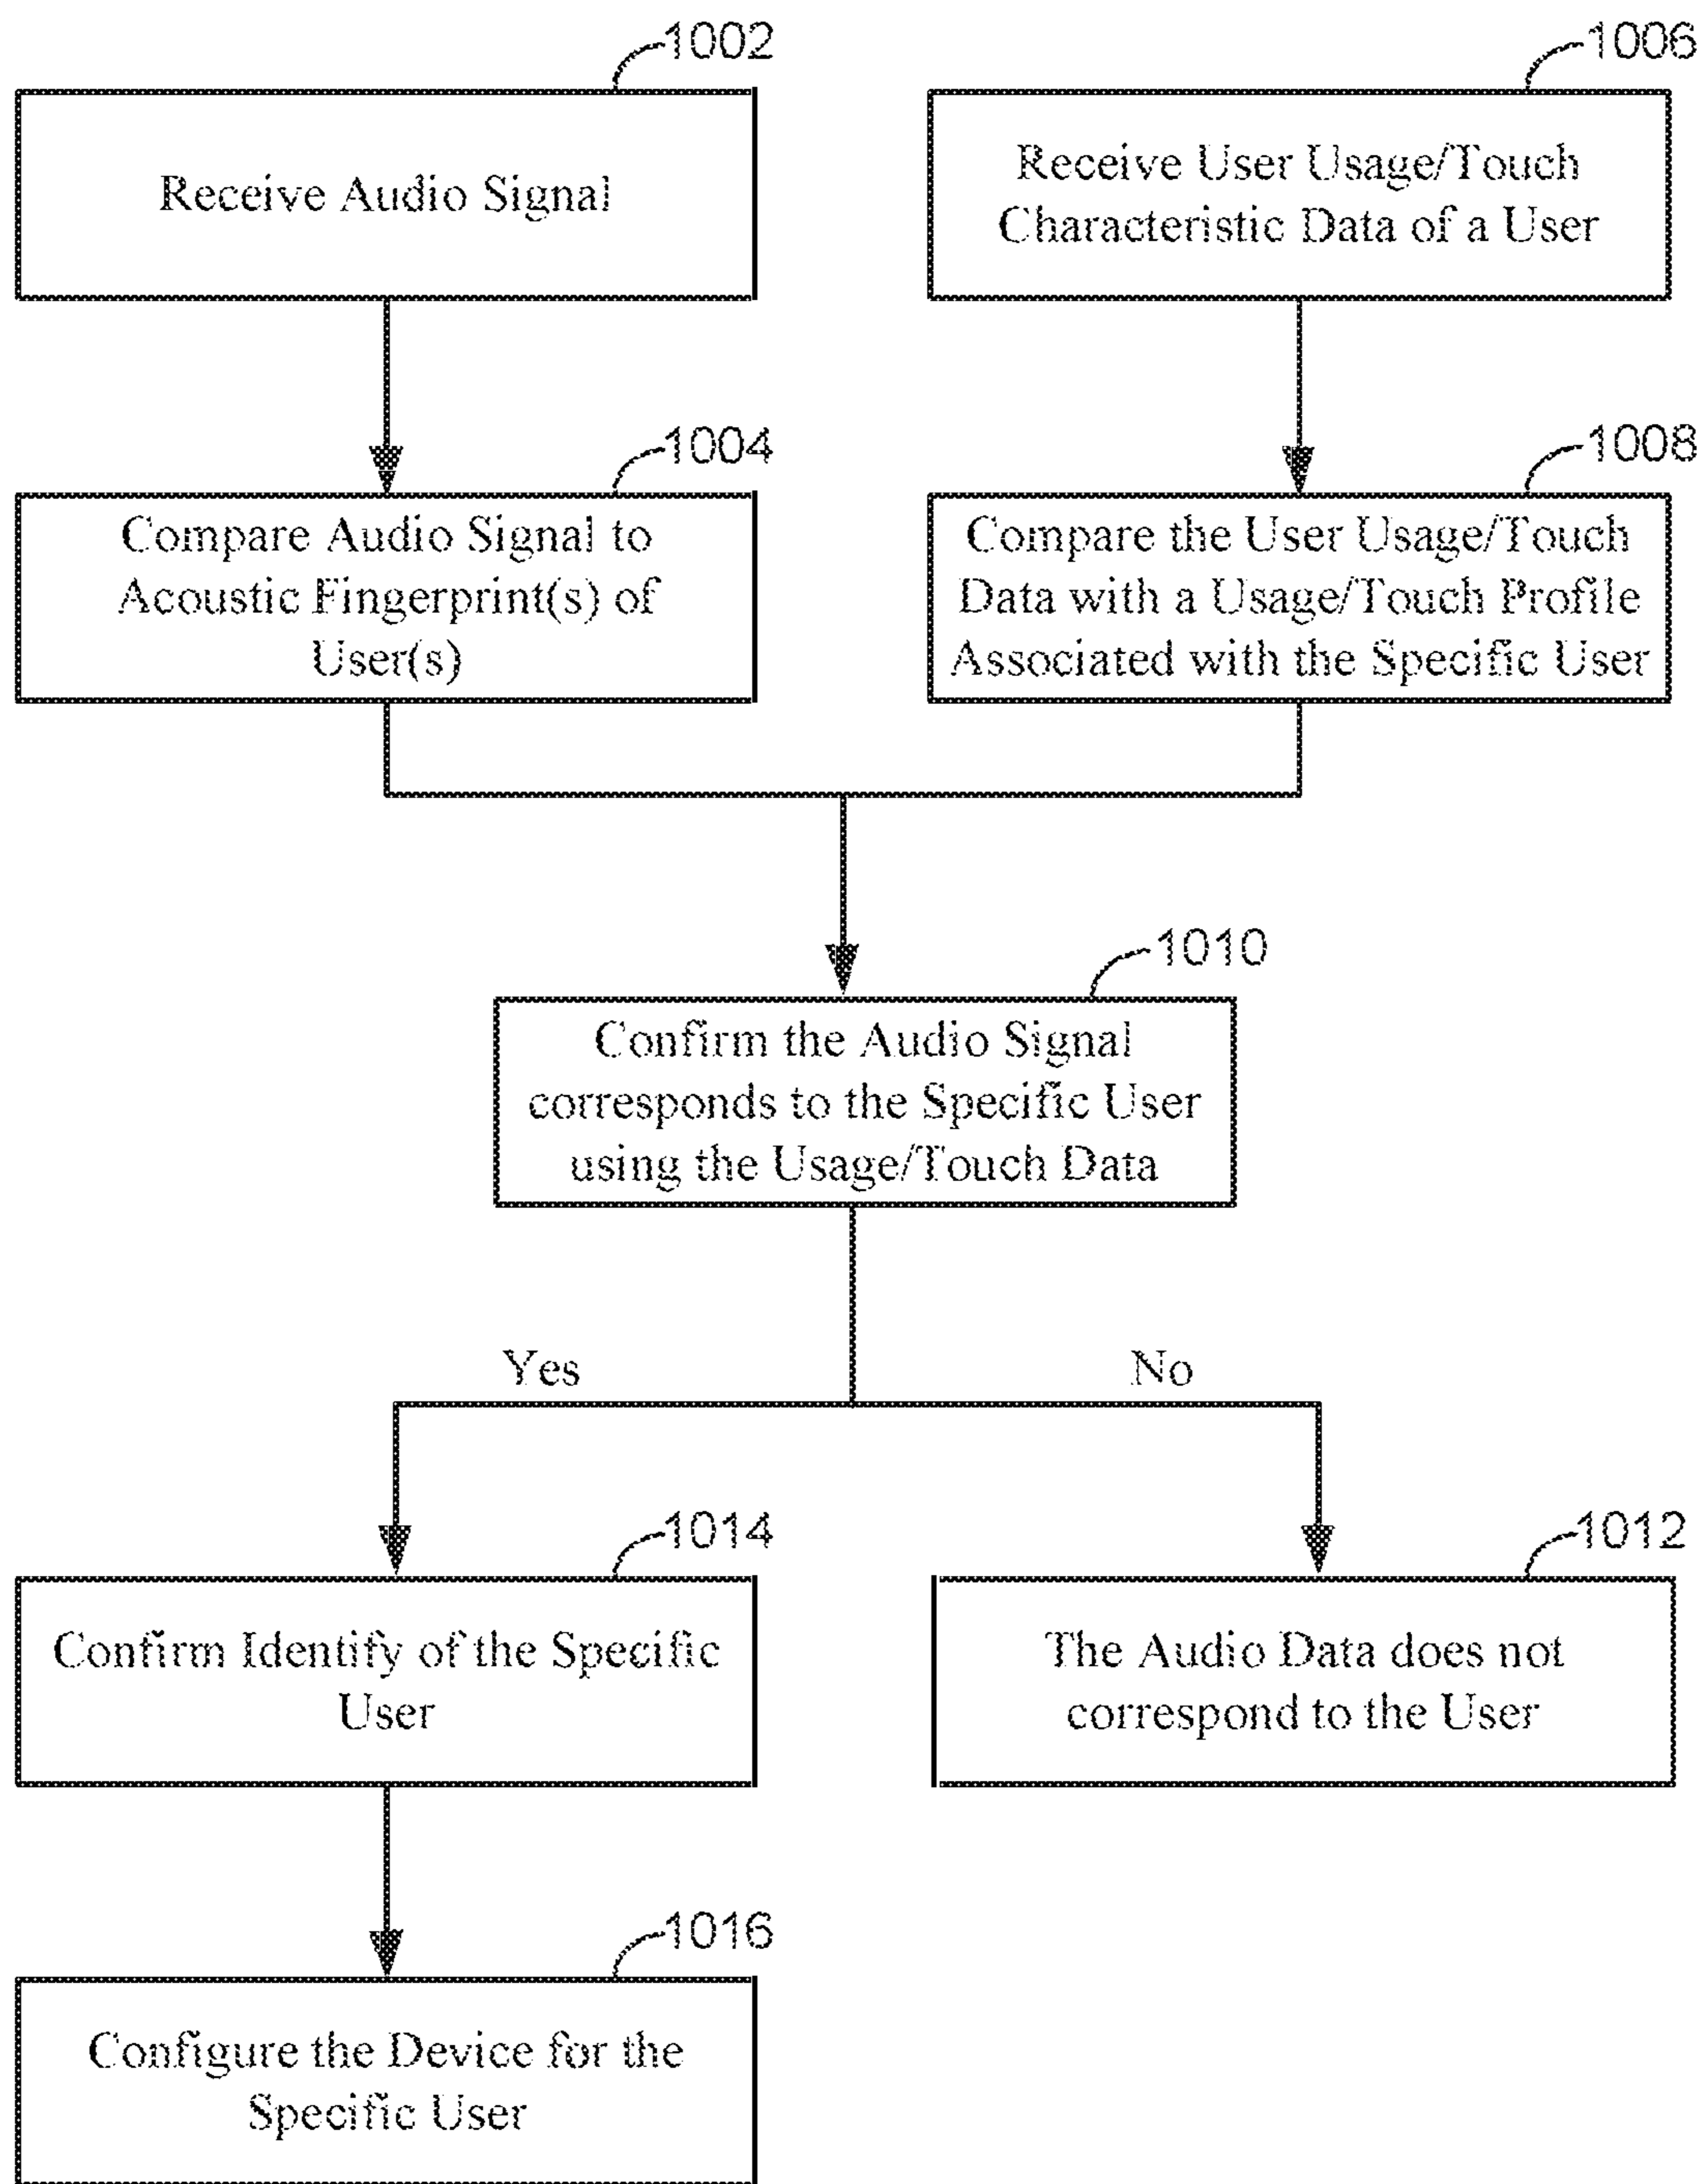 1002
Receive Audio Signal
1006
Receive User Usage/Touch
Characteristic Data of a User
1004
Compare Audio Signal to
Acoustic Fingerprint(s) of
User(s)
1008
Compare the User Usage/Touch
Data with a Usage/Touch Profile
Associated with the Specific User
1010
Confirm the Audio Signal
corresponds to the Specific User
using the Usage/Touch Data
Yes
No
1014
Confirm Identify of the Specific
User
1012
The Audio Data does not
correspond to the User
1016
Configure the Device for the
Specific User